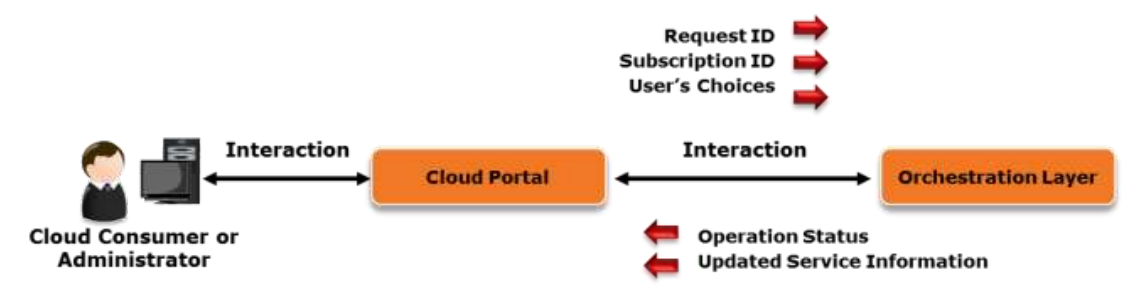 Request ID
Subscription ID
User's Choices
Interaction
Interaction
Cloud Portal
Orchestration Layer
Cloud Consumer or
Administrator
Operation Status
Updated Service Information